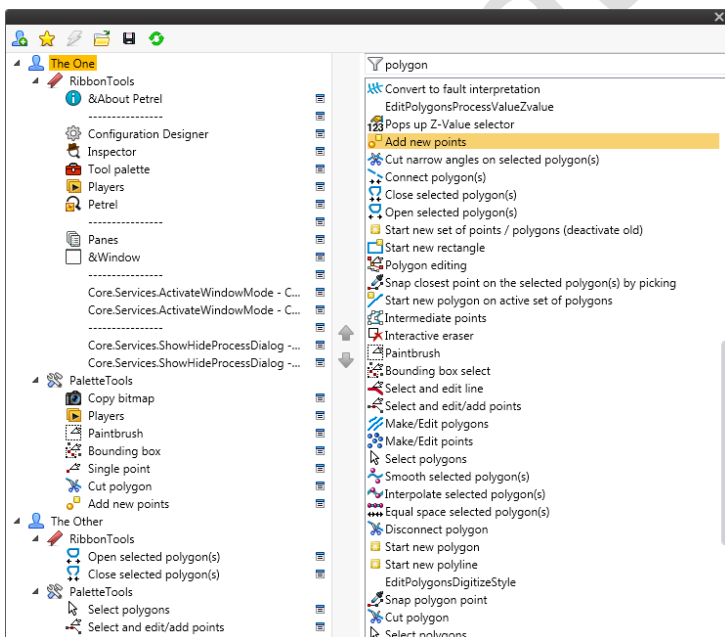 The One
RibbonTools
&About Petrel
----------------
Configuration Designer
Inspector
Tool palette
Players
Petrel
----------------
Panes
&Window
----------------
Core.Services.ActivateWindowMode - C...
Core.Services.ActivateWindowMode - C...
----------------
Core.Services.ShowHideProcessDialog -...
Core.Services.ShowHideProcessDialog -...
PaletteTools
Copy bitmap
Players
Paintbrush
Bounding box
Single point
Cut polygon
Add new points
The Other
RibbonTools
Open selected polygon(s)
Close selected polygon(s)
PaletteTools
Select polygons
Select and edit/add points
polygon
Convert to fault interpretation
EditPolygonsProcessValueZvalue
123 Pops up Z-Value selector
Add new points
Cut narrow angles on selected polygon(s)
Connect polygon(s)
Close selected polygon(s)
Open selected polygon(s)
Start new set of points / polygons (deactivate old)
Start new rectangle
Polygon editing
Snap closest point on the selected polygon(s) by picking
Start new polygon on active set of polygons
Intermediate points
Interactive eraser
Paintbrush
Bounding box select
Select and edit line
Select and edit/add points
Make/Edit polygons
Make/Edit points
Select polygons
Smooth selected polygon(s)
Interpolate selected polygon(s)
Equal space selected polygon(s)
Disconnect polygon
Start new polygon
Start new polyline
EditPolygonsDigitizeStyle
Snap polygon point
Cut polygon
Select polygons